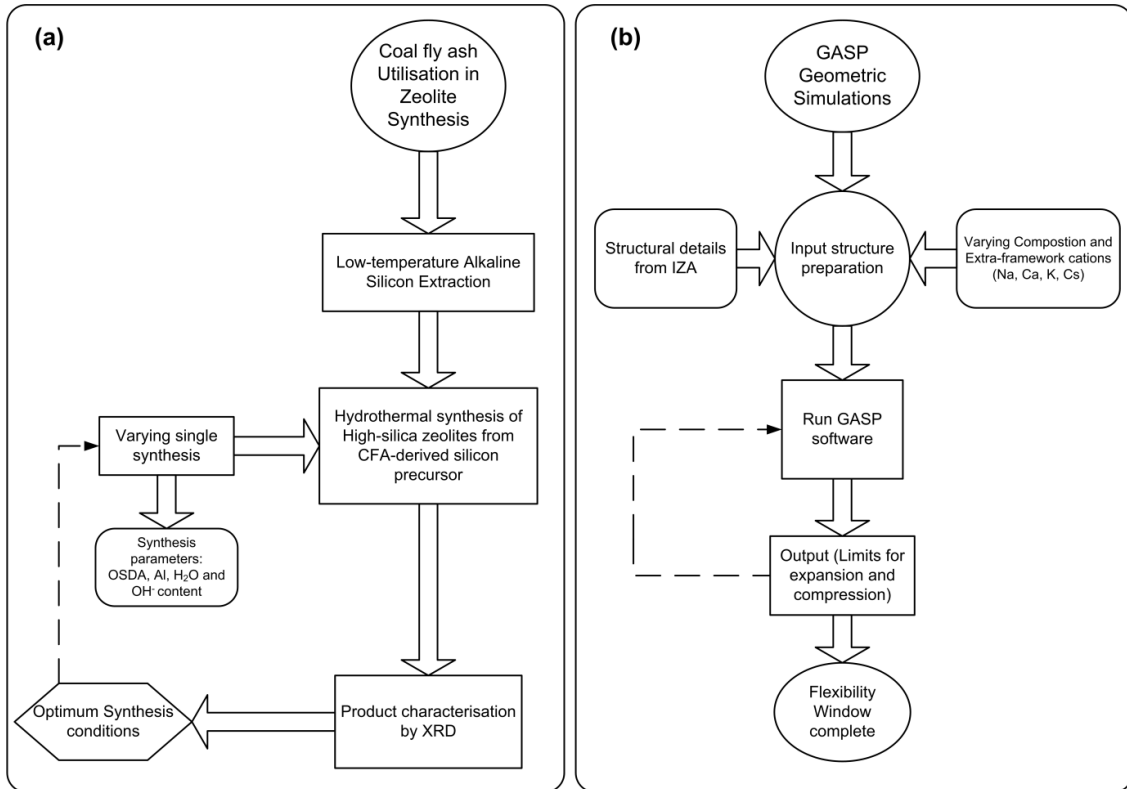 (a)
Coal fly ash
Utilisation in
Zeolite
Synthesis
Low-temperature Alkaline
Silicon Extraction
Hydrothermal synthesis of
High-silica zeolites from
CFA-derived silicon
precursor
Varying single
synthesis
Synthesis
parameters:
OSDA, Al, H₂O and
OH⁻ content
Optimum Synthesis
conditions
Product characterisation
by XRD
(b)
GASP
Geometric
Simulations
Structural details
from IZA
Input structure
preparation
Varying Compostion and
Extra-framework cations
(Na, Ca, K, Cs)
Run GASP
software
Output (Limits for
expansion and
compression)
Flexibility
Window
complete